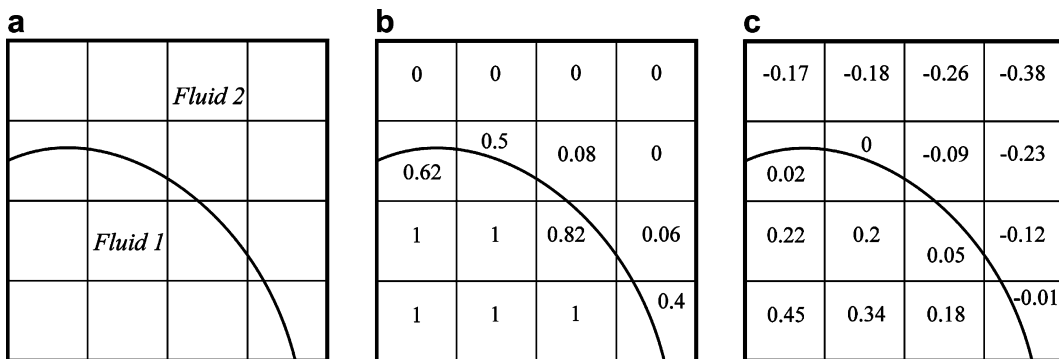 a
Fluid 2
Fluid 1
b
0 0 0 0
0.62 0.5 0.08 0
1 1 0.82 0.06
1 1 1 0.4
c
-0.17 -0.18 -0.26 -0.38
0.02 0 -0.09 -0.23
0.22 0.2 0.05 -0.12
0.45 0.34 0.18 -0.01